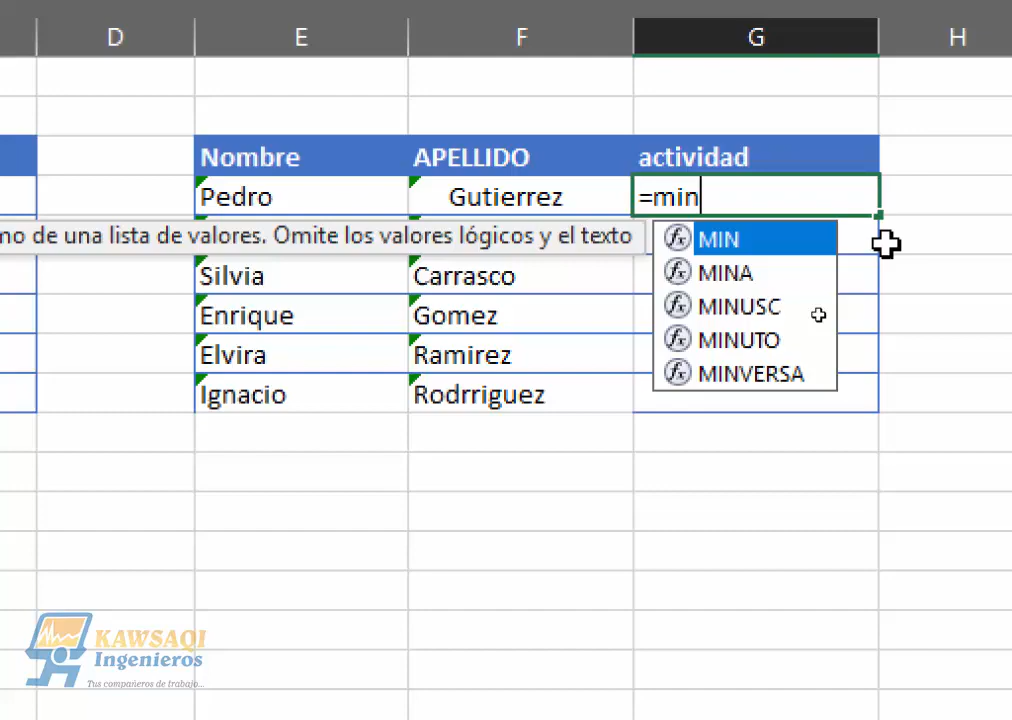 D E F G H
Nombre APELLIDO actividad
Pedro Gutierrez =min
mo de una lista de valores. Omite los valores lógicos y el texto
MIN
Silvia Carrasco MINA
Enrique Gomez MINUSC
Elvira Ramirez MINUTO
MINVERSA
Ignacio Rodrriguez
KAWSAQI
Ingenieros
Tus compañeros de trabajo...